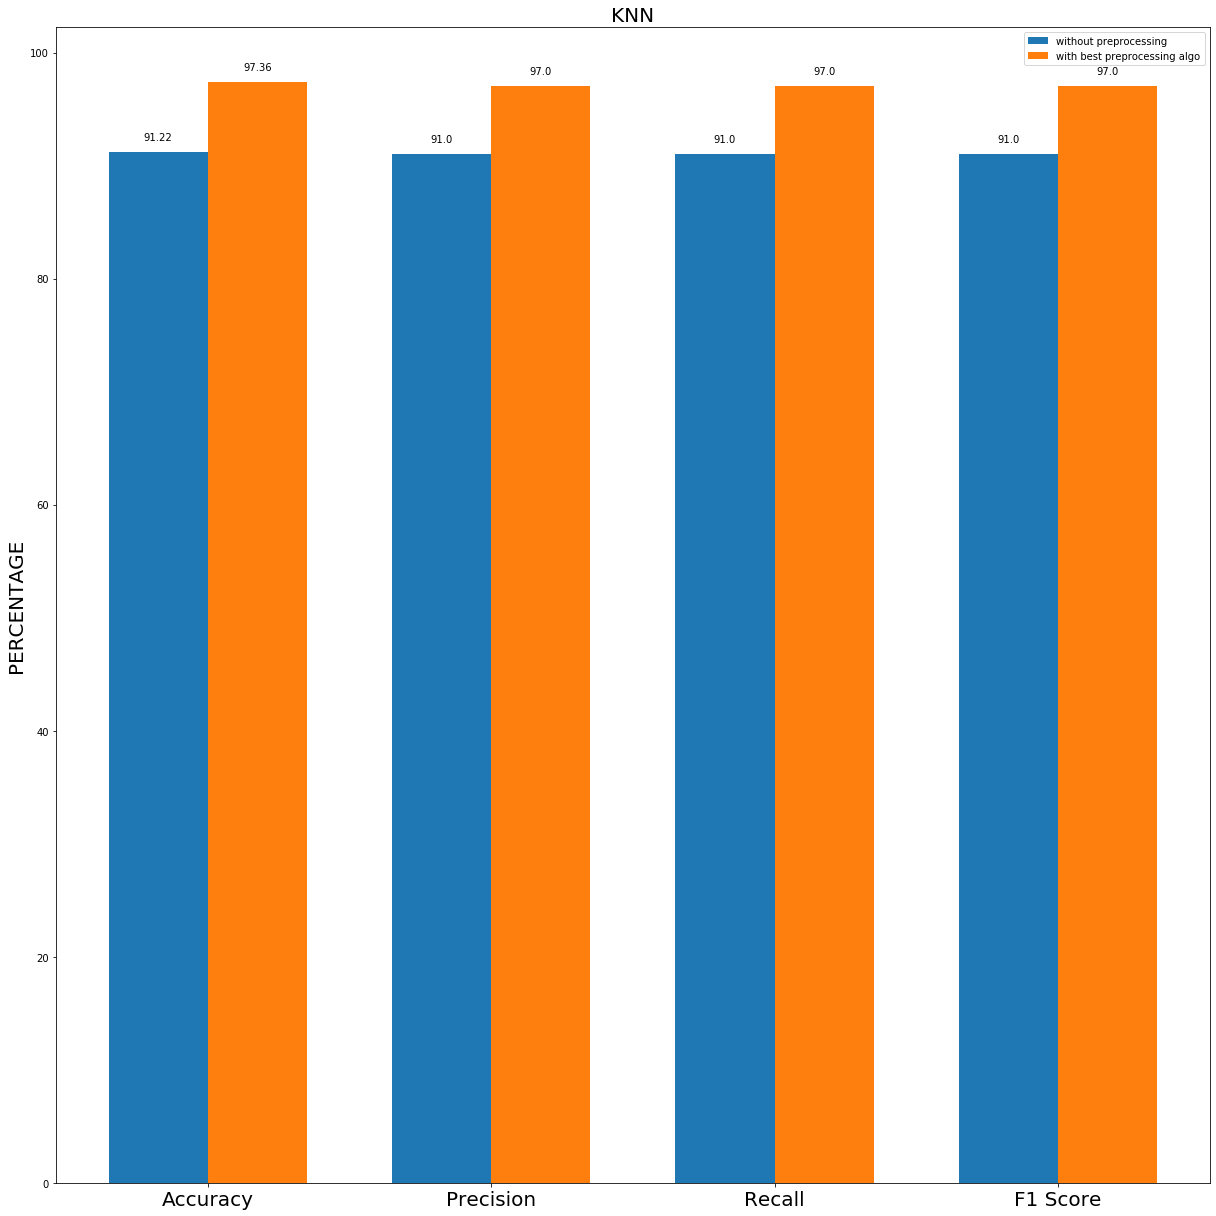 KNN
without preprocessing
with best preprocessing algo
100
80
60
40
20
0
PERCENTAGE
91.22
97.36
91.0
97.0
91.0
97.0
91.0
97.0
Accuracy
Precision
Recall
F1 Score